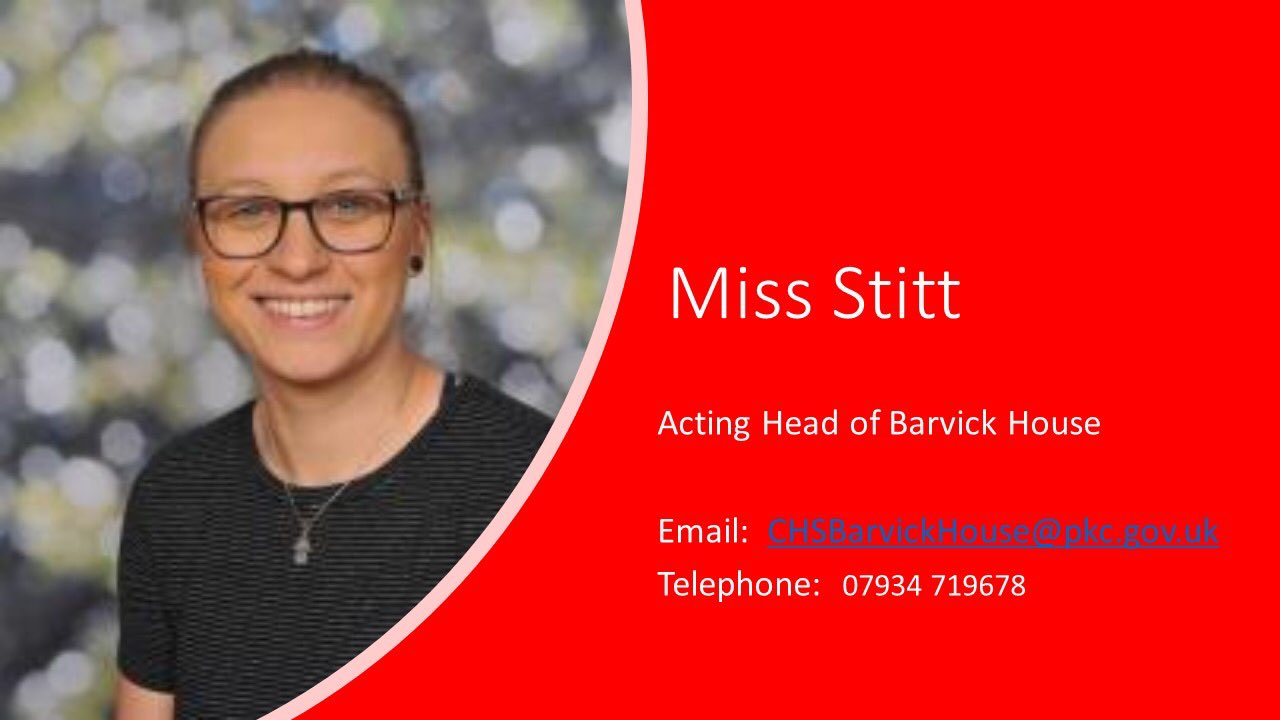 Miss Stitt
Acting Head of Barvick House
Email: CHSBarvickHouse@pkc.gov.uk
Telephone: 07934 719678